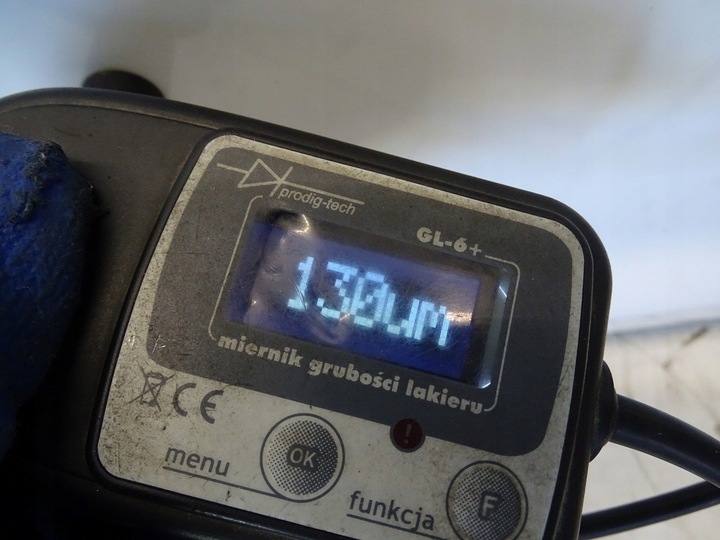 prodig-tech
GL-6+
130um
miernik grubości lakieru
CE
!
menu
OK
funkcja
F